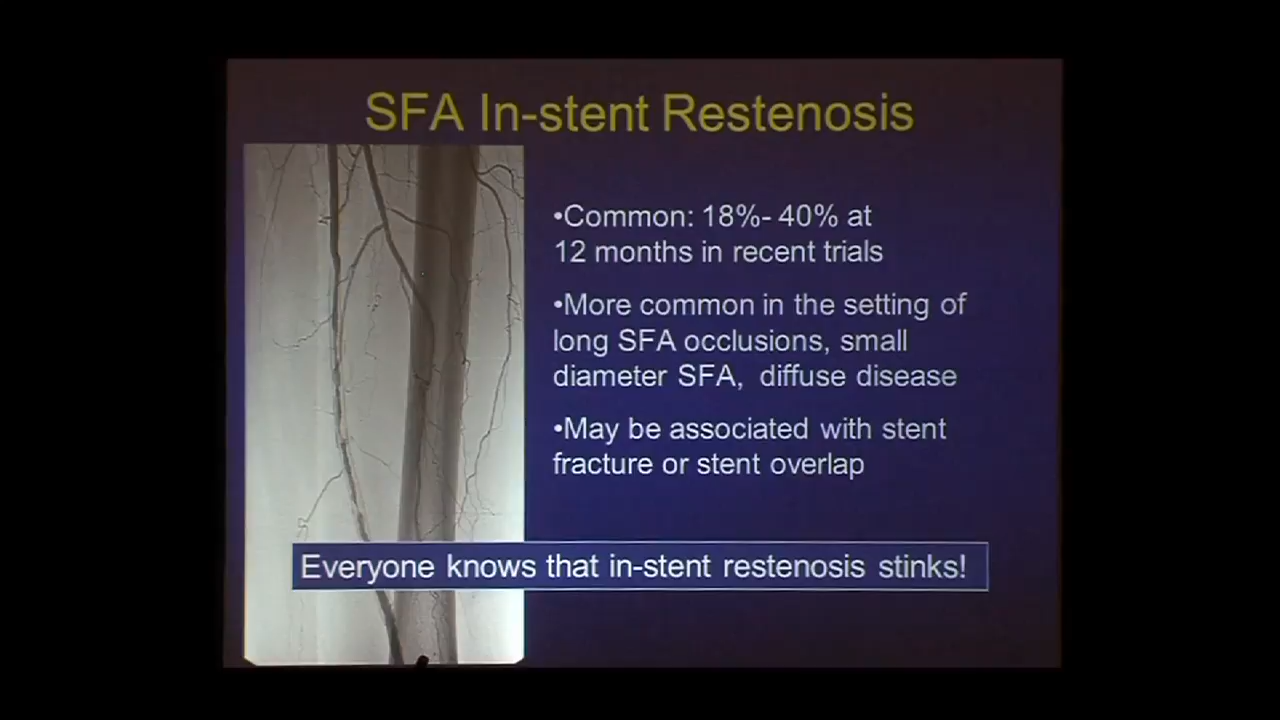 SFA In-stent Restenosis
•Common: 18%- 40% at
12 months in recent trials
•More common in the setting of
long SFA occlusions, small
diameter SFA, diffuse disease
•May be associated with stent
fracture or stent overlap
Everyone knows that in-stent restenosis stinks!